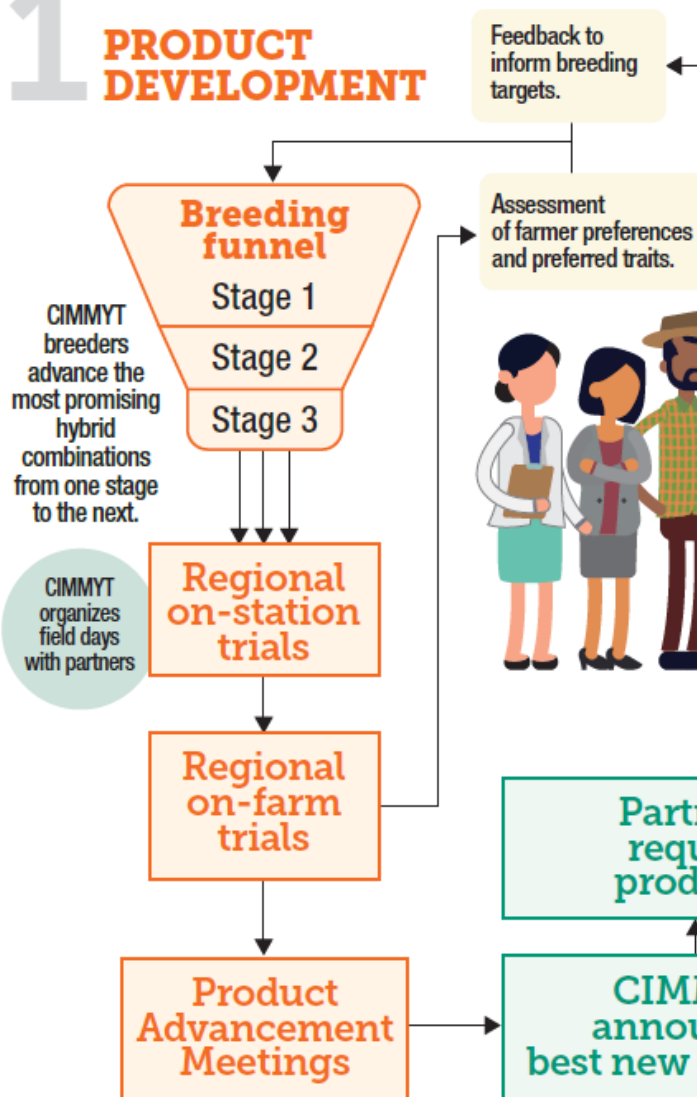 1
PRODUCT
DEVELOPMENT
Feedback to
inform breeding
targets.
Breeding
funnel
Stage 1
Stage 2
Stage 3
Assessment
of farmer preferences
and preferred traits.
CIMMYT
breeders
advance the
most promising
hybrid
combinations
from one stage
to the next.
CIMMYT
organizes
field days
with partners
Regional
on-station
trials
Regional
on-farm
trials
Product
Advancement
Meetings
best new